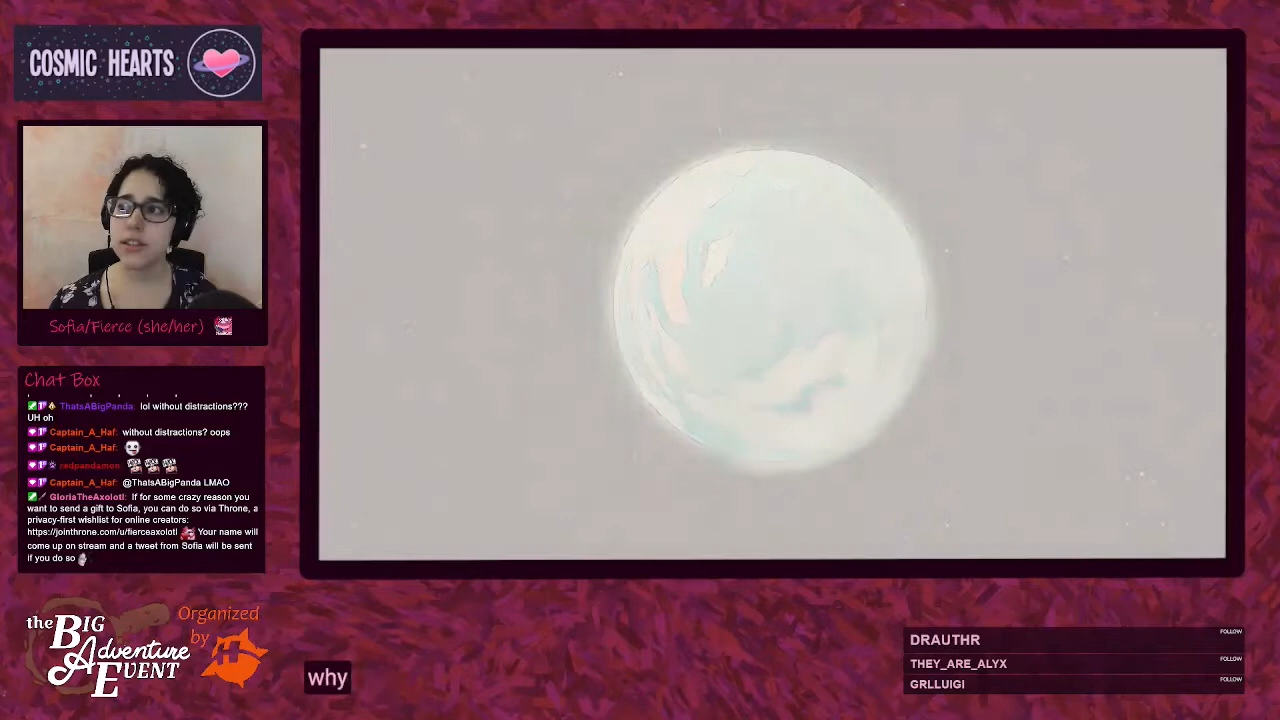 COSMIC HEARTS
Sofia/Fierce (she/her)
Chat Box
ThatsABigPanda: lol without distractions???
UH oh
Captain_A_Haf: without distractions? oops
Captain_A_Haf:
redpandamon:
Captain_A_Haf: @ThatsABigPanda LMAO
GloriaTheAxolotl: If for some crazy reason you
want to send a gift to Sofia, you can do so via Throne, a
privacy-first wishlist for online creators:
https://jointhrone.com/u/fierceaxolotl Your name will
come up on stream and a tweet from Sofia will be sent
if you do so
the BIG
Adventure
EVENT
Organized
by
H
why
DRAUTHR FOLLOW
THEY_ARE_ALYX FOLLOW
GRLLUIGI FOLLOW